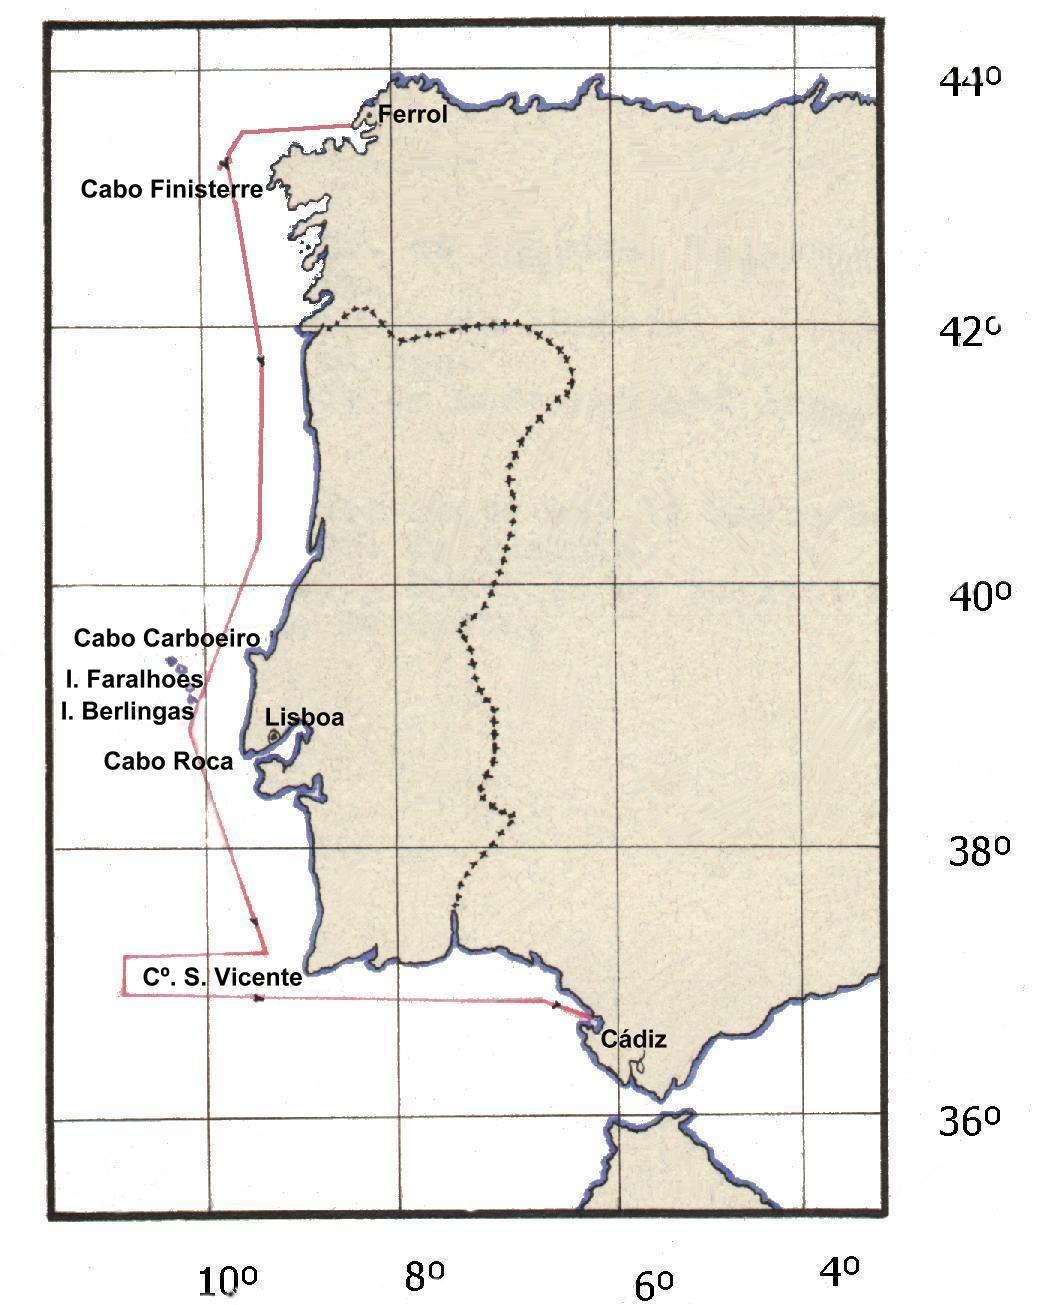 44º
Ferrol
Cabo Finisterre
42º
40º
Cabo Carboeiro
I. Faralhoes
I. Berlingas
Lisboa
Cabo Roca
38º
Cº. S. Vicente
Cádiz
36º
10º 8º 6º 4º